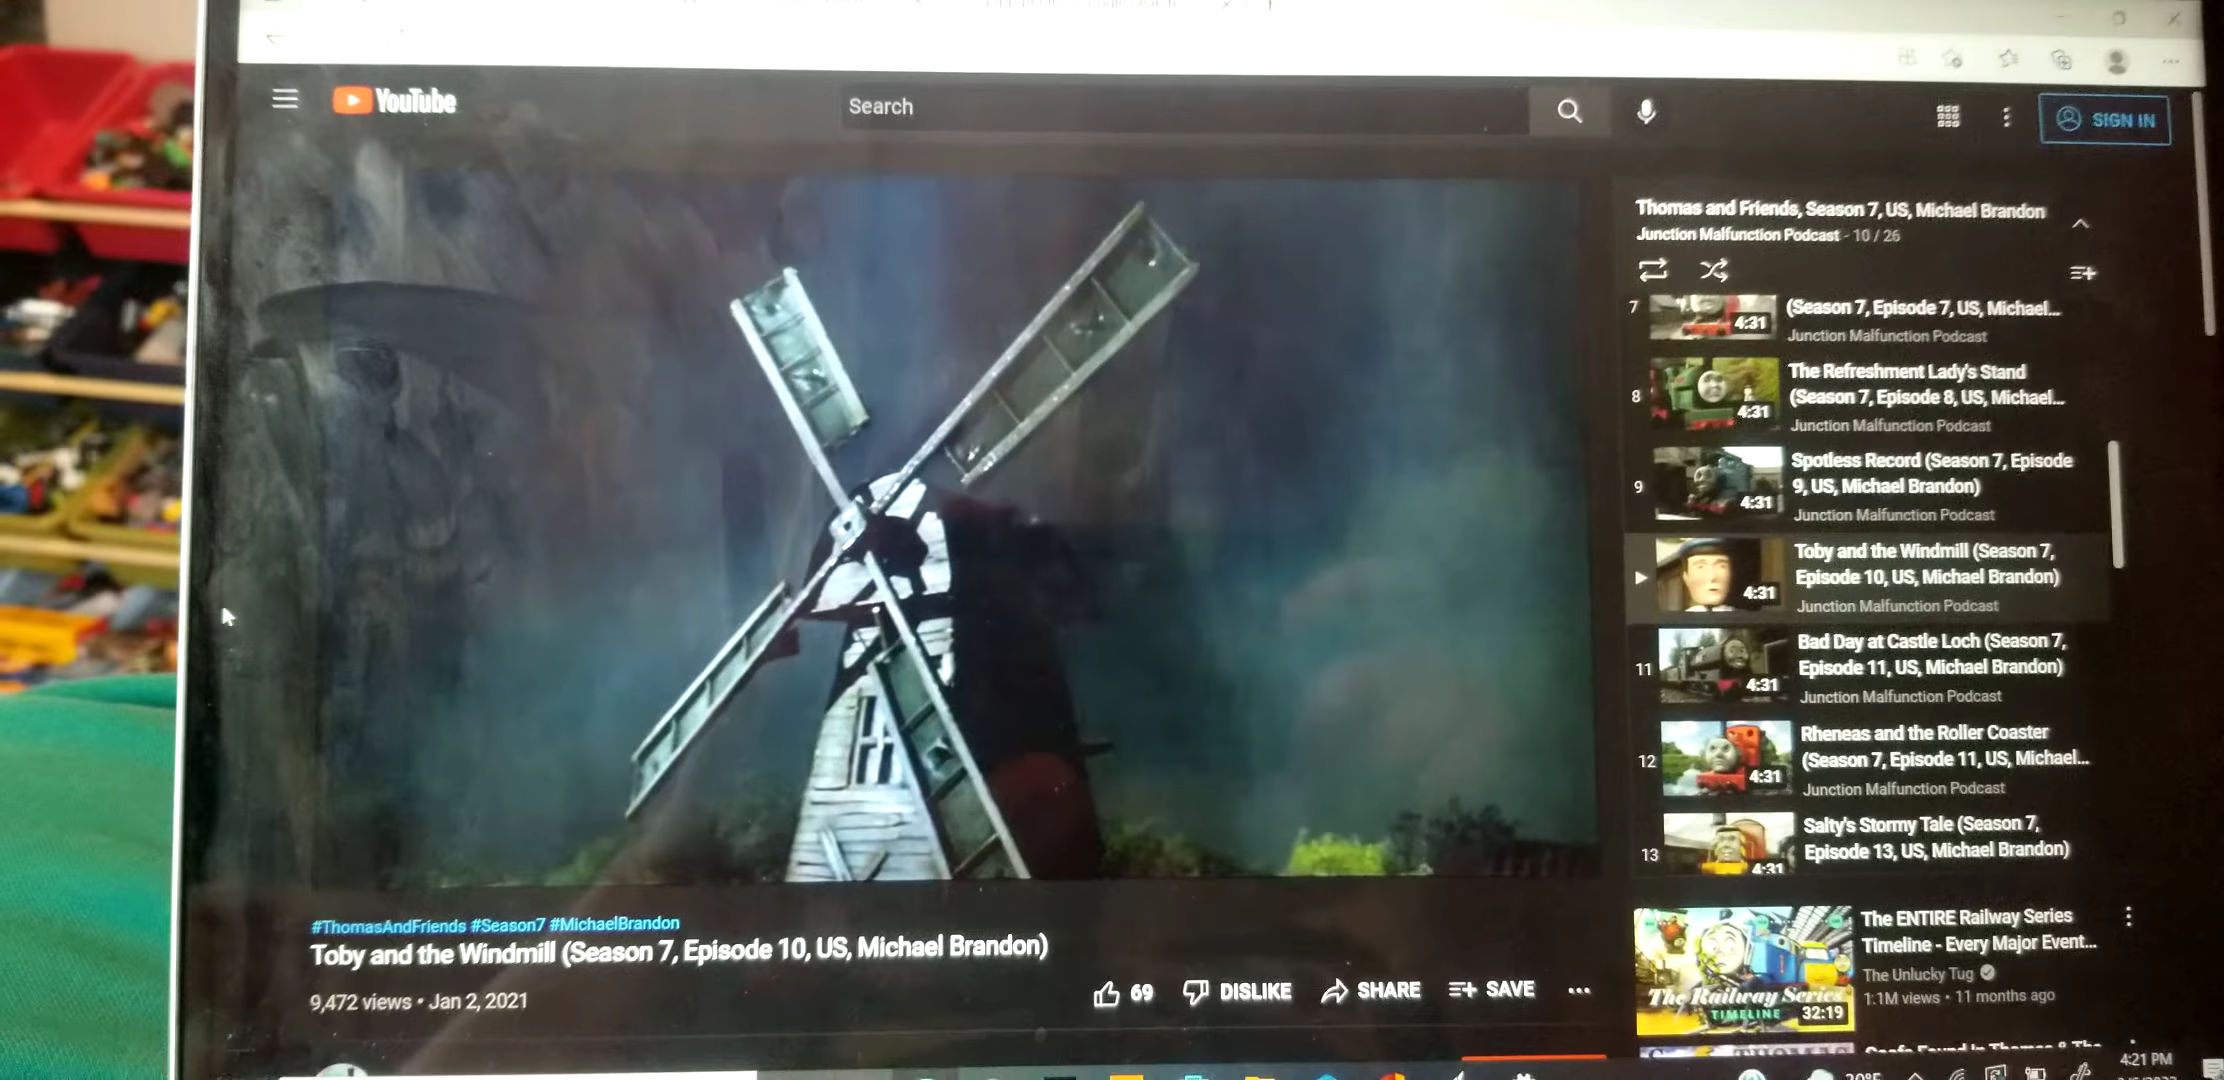 YouTube
Search
SIGN IN
Thomas and Friends, Season 7, US, Michael Brandon
Junction Malfunction Podcast - 10 / 26
7
(Season 7, Episode 7, US, Michael...
4:31
Junction Malfunction Podcast
8
The Refreshment Lady's Stand
(Season 7, Episode 8, US, Michael...
4:31
Junction Malfunction Podcast
9
Spotless Record (Season 7, Episode
9, US, Michael Brandon)
4:31
Junction Malfunction Podcast
Toby and the Windmill (Season 7,
Episode 10, US, Michael Brandon)
4:31
Junction Malfunction Podcast
11
Bad Day at Castle Loch (Season 7,
Episode 11, US, Michael Brandon)
4:31
Junction Malfunction Podcast
12
Rheneas and the Roller Coaster
(Season 7, Episode 11, US, Michael...
4:31
Junction Malfunction Podcast
13
Salty's Stormy Tale (Season 7,
Episode 13, US, Michael Brandon)
4:31
#ThomasAndFriends #Season7 #MichaelBrandon
Toby and the Windmill (Season 7, Episode 10, US, Michael Brandon)
9,472 views • Jan 2, 2021
69 DISLIKE SHARE SAVE
The ENTIRE Railway Series
Timeline - Every Major Event...
The Unlucky Tug
1.1M views • 11 months ago
The Railway Series
TIMELINE
32:19
THOMAS
4:21 PM